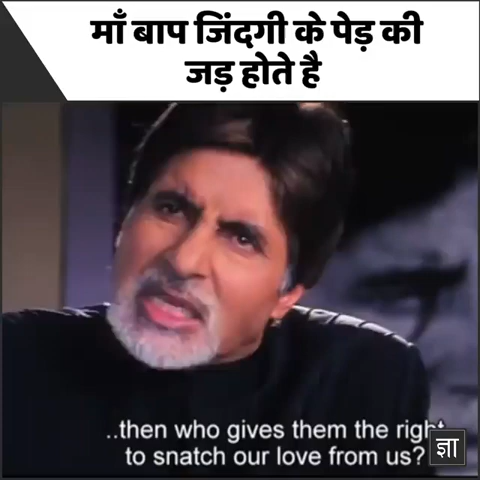 माँ बाप जिंदगी के पेड़ की
जड़ होते है
..then who gives them the right
to snatch our love from us?
ज्ञा